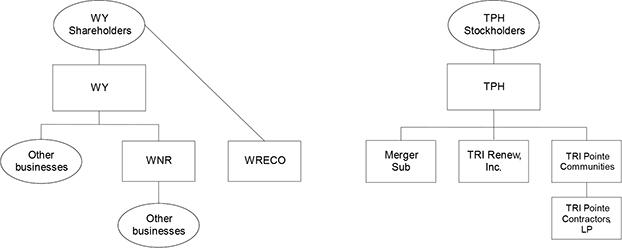 WY
Shareholders
WY
Other
businesses
WNR
WRECO
Other
businesses
TPH
Stockholders
TPH
Merger
Sub
TRI Renew,
Inc.
TRI Pointe
Communities
TRI Pointe
Contractors,
LP